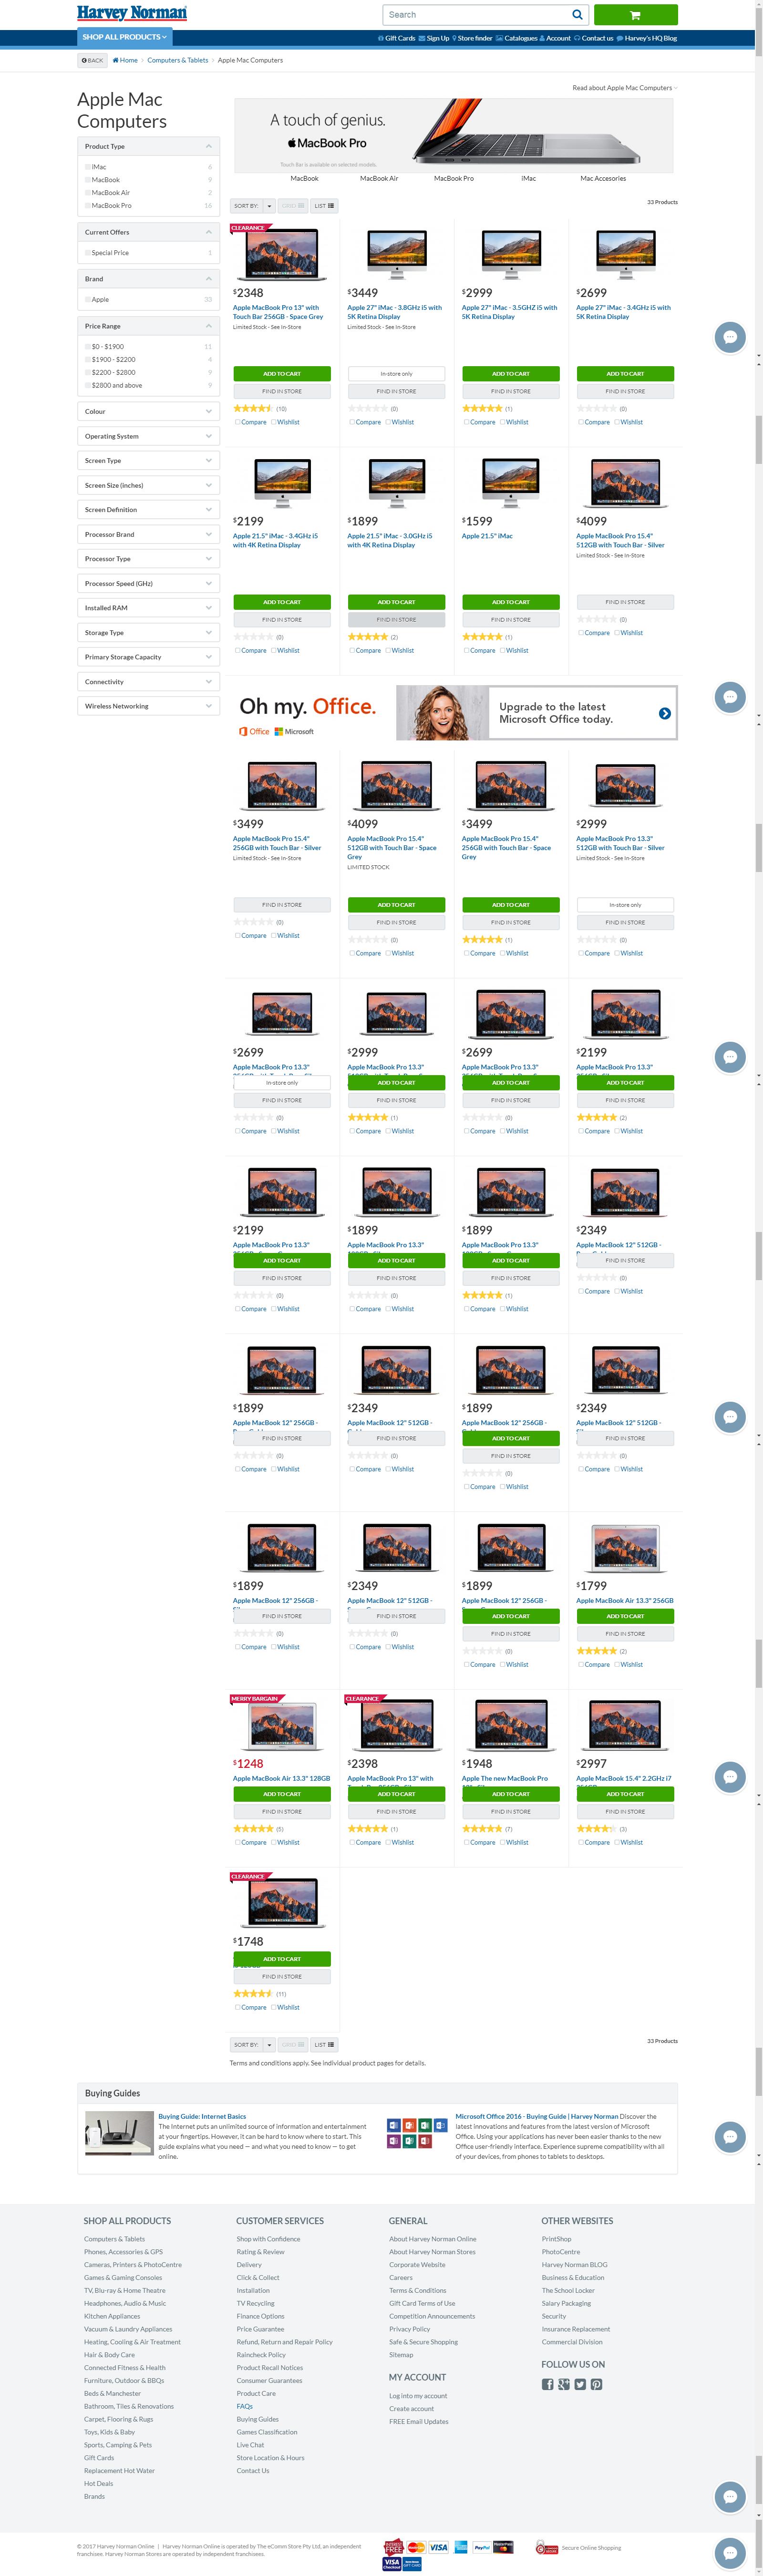 Harvey Norman
Search
SHOP ALL PRODUCTS
Gift Cards Sign Up Store finder Catalogues Account Contact us Harvey's HQ Blog
BACK Home Computers & Tablets Apple Mac Computers
Apple Mac
Computers
Read about Apple Mac Computers
Product Type
iMac 6
MacBook 9
MacBook Air 2
MacBook Pro 16
Current Offers
Special Price 1
Brand
Apple 33
Price Range
$0 - $1900 11
$1900 - $2200 4
$2200 - $2800 9
$2800 and above 9
Colour
Operating System
Screen Type
Screen Size (inches)
Screen Definition
Processor Brand
Processor Type
Processor Speed (GHz)
Installed RAM
Storage Type
Primary Storage Capacity
Connectivity
Wireless Networking
A touch of genius.
MacBook Pro
Touch Bar is available on selected models.
MacBook MacBook Air MacBook Pro iMac Mac Accesories
SORT BY: GRID LIST 33 Products
CLEARANCE
$2348 $3449 $2999 $2699
Apple MacBook Pro 13" with Apple 27" iMac - 3.8GHz i5 with Apple 27" iMac - 3.5GHZ i5 with Apple 27" iMac - 3.4GHz i5 with
Touch Bar 256GB - Space Grey 5K Retina Display 5K Retina Display 5K Retina Display
Limited Stock - See In-Store Limited Stock - See In-Store
ADD TO CART In-store only ADD TO CART ADD TO CART
FIND IN STORE FIND IN STORE FIND IN STORE FIND IN STORE
(10) (0) (1) (0)
Compare Wishlist Compare Wishlist Compare Wishlist Compare Wishlist
$2199 $1899 $1599 $4099
Apple 21.5" iMac - 3.4GHz i5 Apple 21.5" iMac - 3.0GHz i5 Apple 21.5" iMac Apple MacBook Pro 15.4"
with 4K Retina Display with 4K Retina Display 512GB with Touch Bar - Silver
Limited Stock - See In-Store
ADD TO CART ADD TO CART ADD TO CART FIND IN STORE
FIND IN STORE FIND IN STORE FIND IN STORE (0)
(0) (2) (1) Compare Wishlist
Compare Wishlist Compare Wishlist Compare Wishlist
Oh my. Office.
Office Microsoft
Upgrade to the latest
Microsoft Office today.
$3499 $4099 $3499 $2999
Apple MacBook Pro 15.4" Apple MacBook Pro 15.4" Apple MacBook Pro 15.4" Apple MacBook Pro 13.3"
256GB with Touch Bar - Silver 512GB with Touch Bar - Space 256GB with Touch Bar - Space 512GB with Touch Bar - Silver
Limited Stock - See In-Store Grey Grey Limited Stock - See In-Store
LIMITED STOCK
FIND IN STORE ADD TO CART ADD TO CART In-store only
(0) FIND IN STORE FIND IN STORE FIND IN STORE
Compare Wishlist (0) (1) (0)
Compare Wishlist Compare Wishlist Compare Wishlist
$2699 $2999 $2699 $2199
Apple MacBook Pro 13.3" Apple MacBook Pro 13.3" Apple MacBook Pro 13.3" Apple MacBook Pro 13.3"
In-store only ADD TO CART ADD TO CART ADD TO CART
FIND IN STORE FIND IN STORE FIND IN STORE FIND IN STORE
(0) (1) (0) (2)
Compare Wishlist Compare Wishlist Compare Wishlist Compare Wishlist
$2199 $1899 $1899 $2349
Apple MacBook Pro 13.3" Apple MacBook Pro 13.3" Apple MacBook Pro 13.3" Apple MacBook 12" 512GB -
ADD TO CART ADD TO CART ADD TO CART FIND IN STORE
FIND IN STORE FIND IN STORE FIND IN STORE (0)
(0) (0) (1) Compare Wishlist
Compare Wishlist Compare Wishlist Compare Wishlist
$1899 $2349 $1899 $2349
Apple MacBook 12" 256GB - Apple MacBook 12" 512GB - Apple MacBook 12" 256GB - Apple MacBook 12" 512GB -
FIND IN STORE FIND IN STORE ADD TO CART FIND IN STORE
(0) (0) FIND IN STORE (0)
Compare Wishlist Compare Wishlist (0) Compare Wishlist
Compare Wishlist
$1899 $2349 $1899 $1799
Apple MacBook 12" 256GB - Apple MacBook 12" 512GB - Apple MacBook 12" 256GB - Apple MacBook Air 13.3" 256GB
FIND IN STORE FIND IN STORE ADD TO CART ADD TO CART
(0) (0) FIND IN STORE FIND IN STORE
Compare Wishlist Compare Wishlist (0) (2)
Compare Wishlist Compare Wishlist
MERRY BARGAIN CLEARANCE
$1248 $2398 $1948 $2997
Apple MacBook Air 13.3" 128GB Apple MacBook Pro 13" with Apple The new MacBook Pro Apple MacBook 15.4" 2.2GHz i7
ADD TO CART ADD TO CART ADD TO CART ADD TO CART
FIND IN STORE FIND IN STORE FIND IN STORE FIND IN STORE
(5) (1) (7) (3)
Compare Wishlist Compare Wishlist Compare Wishlist Compare Wishlist
CLEARANCE
$1748
ADD TO CART
FIND IN STORE
(11)
Compare Wishlist
SORT BY: GRID LIST 33 Products
Terms and conditions apply. See individual product pages for details.
Buying Guides
Buying Guide: Internet Basics
The Internet puts an unlimited source of information and entertainment
at your fingertips. However, it can be hard to know where to start. This
guide explains what you need — and what you need to know — to get
online.
Microsoft Office 2016 - Buying Guide | Harvey Norman Discover the
latest innovations and features from the latest version of Microsoft
Office. Using your applications has never been easier thanks to the new
Office user-friendly interface. Experience supreme compatibility with all
of your devices, from phones to tablets to desktops.
SHOP ALL PRODUCTS
Computers & Tablets
Phones, Accessories & GPS
Cameras, Printers & PhotoCentre
Games & Gaming Consoles
TV, Blu-ray & Home Theatre
Headphones, Audio & Music
Kitchen Appliances
Vacuum & Laundry Appliances
Heating, Cooling & Air Treatment
Hair & Body Care
Connected Fitness & Health
Furniture, Outdoor & BBQs
Beds & Manchester
Bathroom, Tiles & Renovations
Carpet, Flooring & Rugs
Toys, Kids & Baby
Sports, Camping & Pets
Gift Cards
Replacement Hot Water
Hot Deals
Brands
CUSTOMER SERVICES
Shop with Confidence
Rating & Review
Delivery
Click & Collect
Installation
TV Recycling
Finance Options
Price Guarantee
Refund, Return and Repair Policy
Raincheck Policy
Product Recall Notices
Consumer Guarantees
Product Care
FAQs
Buying Guides
Games Classification
Live Chat
Store Location & Hours
Contact Us
GENERAL
About Harvey Norman Online
About Harvey Norman Stores
Corporate Website
Careers
Terms & Conditions
Gift Card Terms of Use
Competition Announcements
Privacy Policy
Safe & Secure Shopping
Sitemap
MY ACCOUNT
Log into my account
Create account
FREE Email Updates
OTHER WEBSITES
PrintShop
PhotoCentre
Harvey Norman BLOG
Business & Education
The School Locker
Salary Packaging
Security
Insurance Replacement
Commercial Division
FOLLOW US ON
© 2017 Harvey Norman Online | Harvey Norman Online is operated by The eComm Store Pty Ltd, an independent
franchisee. Harvey Norman Stores are operated by independent franchisees.
INTEREST FREE MasterCard VISA PayPal MasterPass
VISA Checkout
Secure Online Shopping